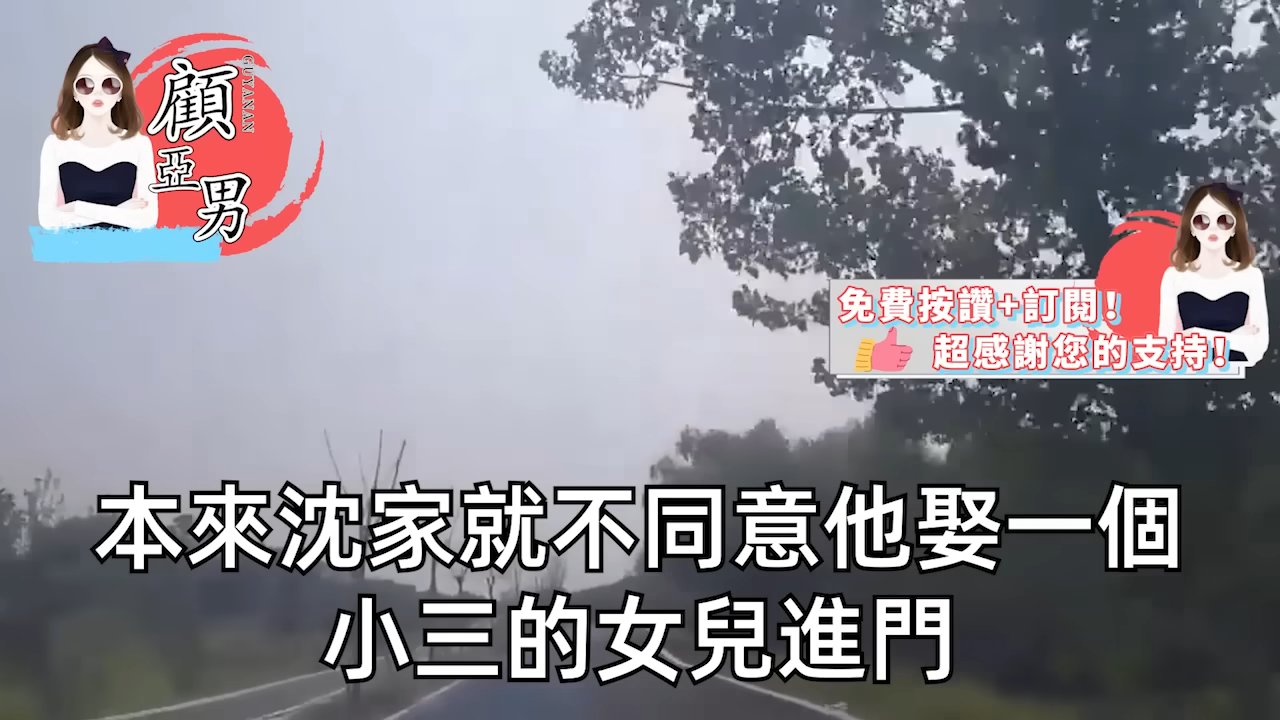 顧亞男
GUYANAN
免費按讚+訂閱!
超感謝您的支持!
本來沈家就不同意他娶一個
小三的女兒進門